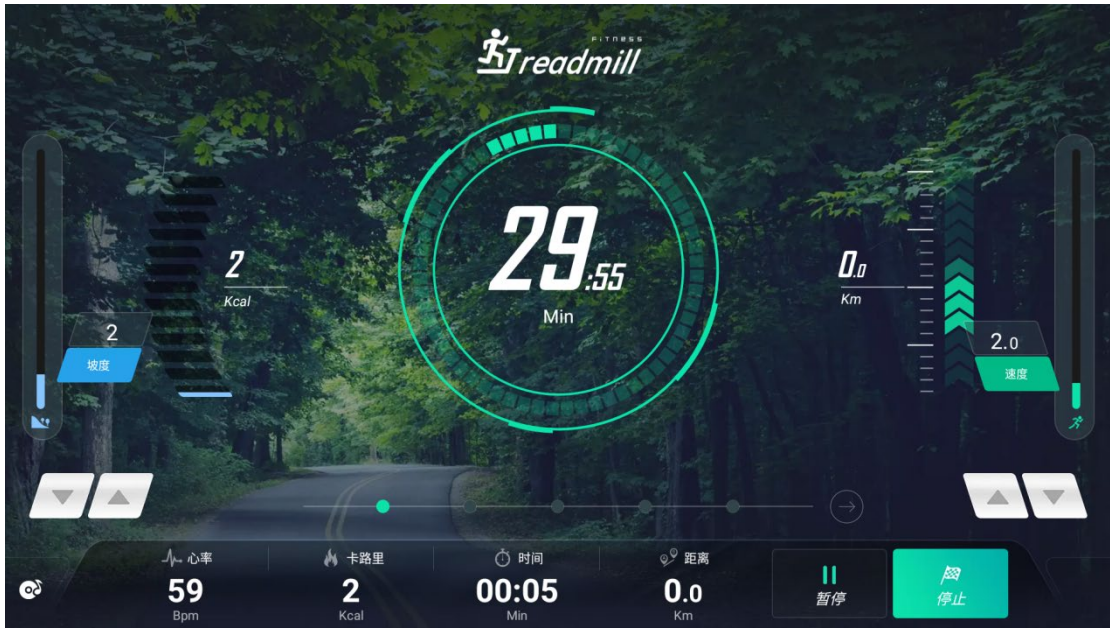 FITNESS
Treadmill
2
Kcal
29:55
Min
0.0
Km
2
坡度
2.0
速度
心率
59
Bpm
卡路里
2
Kcal
时间
00:05
Min
距离
0.0
Km
暂停
停止